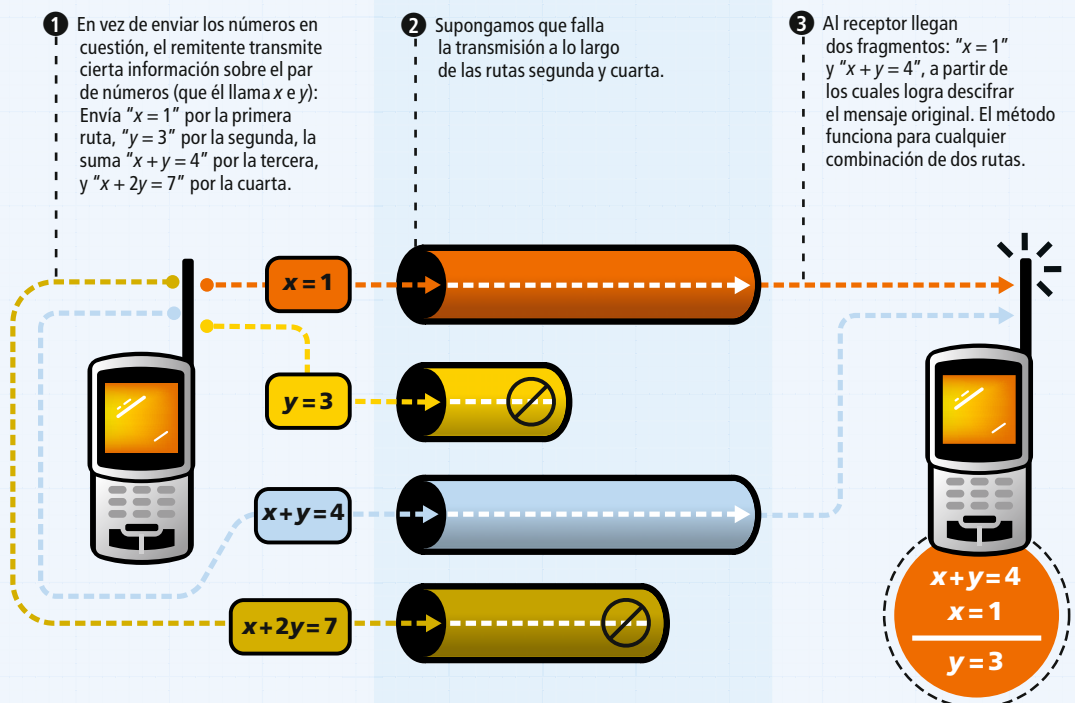 1 En vez de enviar los números en
cuestión, el remitente transmite
cierta información sobre el par
de números (que él llama x e y):
Envía “x = 1” por la primera
ruta, “y = 3” por la segunda, la
suma “x + y = 4” por la tercera,
y “x + 2y = 7” por la cuarta.
2 Supongamos que falla
la transmisión a lo largo
de las rutas segunda y cuarta.
3 Al receptor llegan
dos fragmentos: “x = 1”
y “x + y = 4”, a partir de
los cuales logra descifrar
el mensaje original. El método
funciona para cualquier
combinación de dos rutas.
x = 1
y = 3
x + y = 4
x + 2y = 7
x + y = 4
x = 1
y = 3